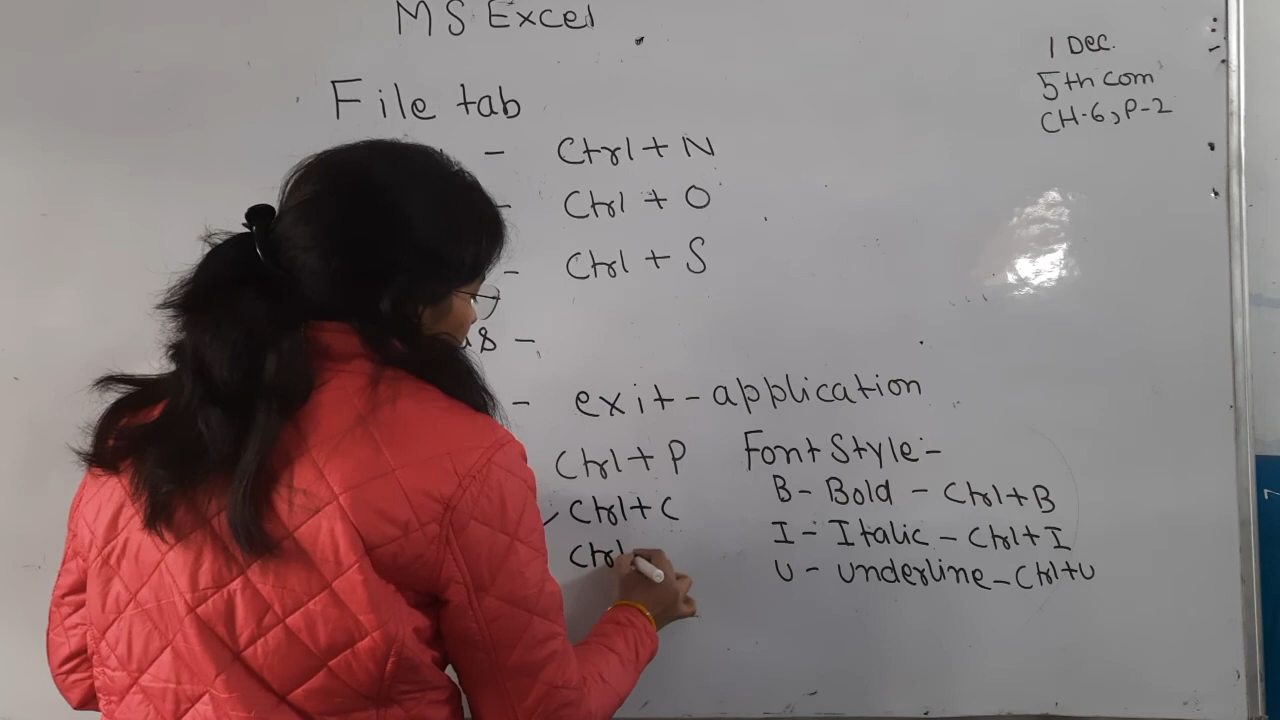 MS Excel
1 Dec.
5th com
CH-6, P-2
File tab
- Ctrl + N
- Ctrl + O
- Ctrl + S
-
- exit - application
Ctrl + P
Ctrl + C
Ctrl
Font Style :-
B - Bold - Ctrl + B
I - Italic - Ctrl + I
U - Underline - Ctrl + U